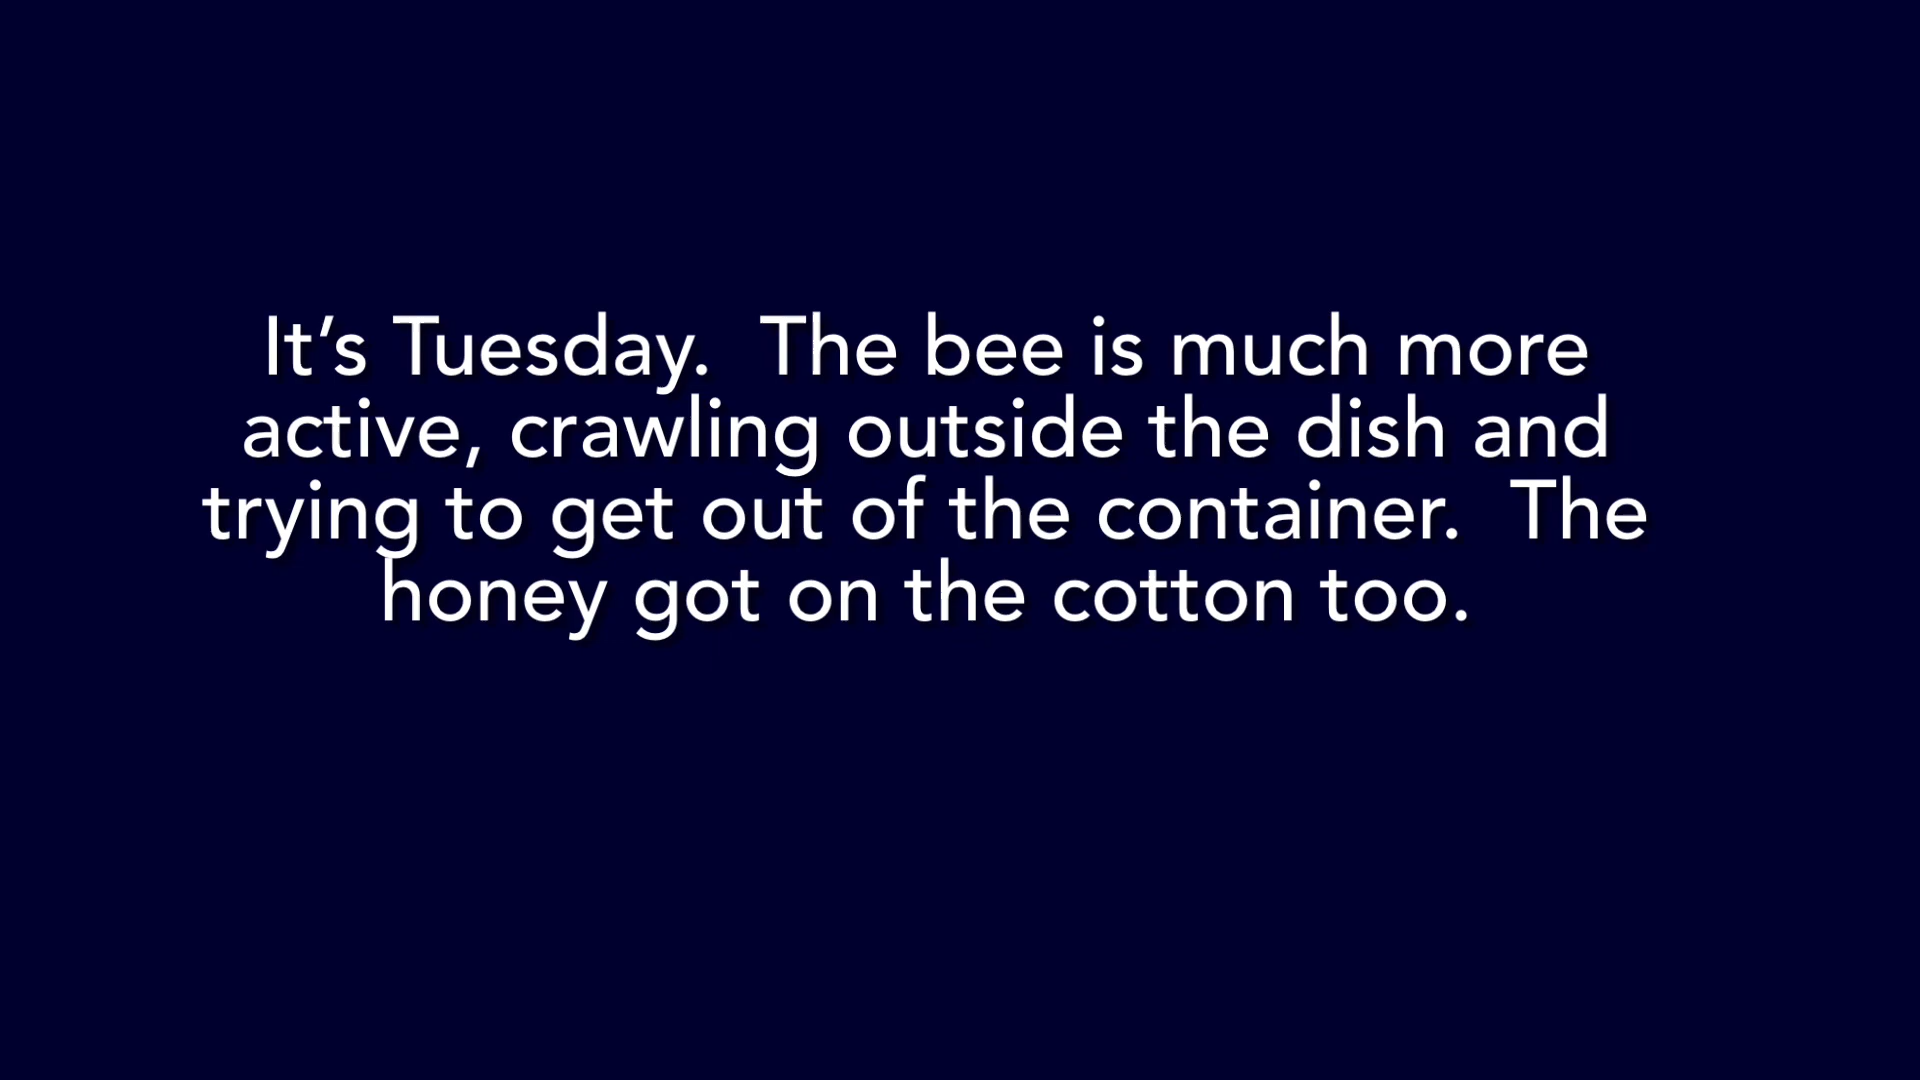 It’s Tuesday.  The bee is much more
active, crawling outside the dish and
trying to get out of the container.  The
honey got on the cotton too.